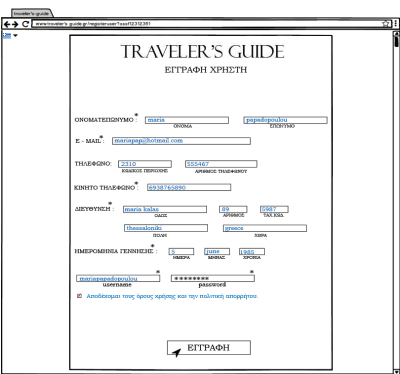 traveler's-guide
www.traveler's guide.gr/registeruser?assf12312361
TRAVELER'S GUIDE
ΕΓΓΡΑΦΗ ΧΡΗΣΤΗ
ΟΝΟΜΑΤΕΠΩΝΥΜΟ * : maria papadopoulou
ΟΝΟΜΑ ΕΠΩΝΥΜΟ
E - MAIL * : mariapap@hotmail.com
ΤΗΛΕΦΩΝΟ: 2310 555467
ΚΩΔΙΚΟΣ ΠΕΡΙΟΧΗΣ ΑΡΙΘΜΟΣ ΤΗΛΕΦΩΝΟΥ
ΚΙΝΗΤΟ ΤΗΛΕΦΩΝΟ * : 6938765890
ΔΙΕΥΘΥΝΣΗ * : maria kalas 89 5987
ΟΔΟΣ ΑΡΙΘΜΟΣ ΤΑΧ.ΚΩΔ.
thessaloniki greece
ΠΟΛΗ ΧΩΡΑ
ΗΜΕΡΟΜΗΝΙΑ ΓΕΝΝΗΣΗΣ * : 5 june 1985
ΗΜΕΡΑ ΜΗΝΑΣ ΧΡΟΝΙΑ
mariapapadopoulou * ******** *
username password
Αποδέχομαι τους όρους χρήσης και την πολιτική απορρήτου.
ΕΓΓΡΑΦΗ